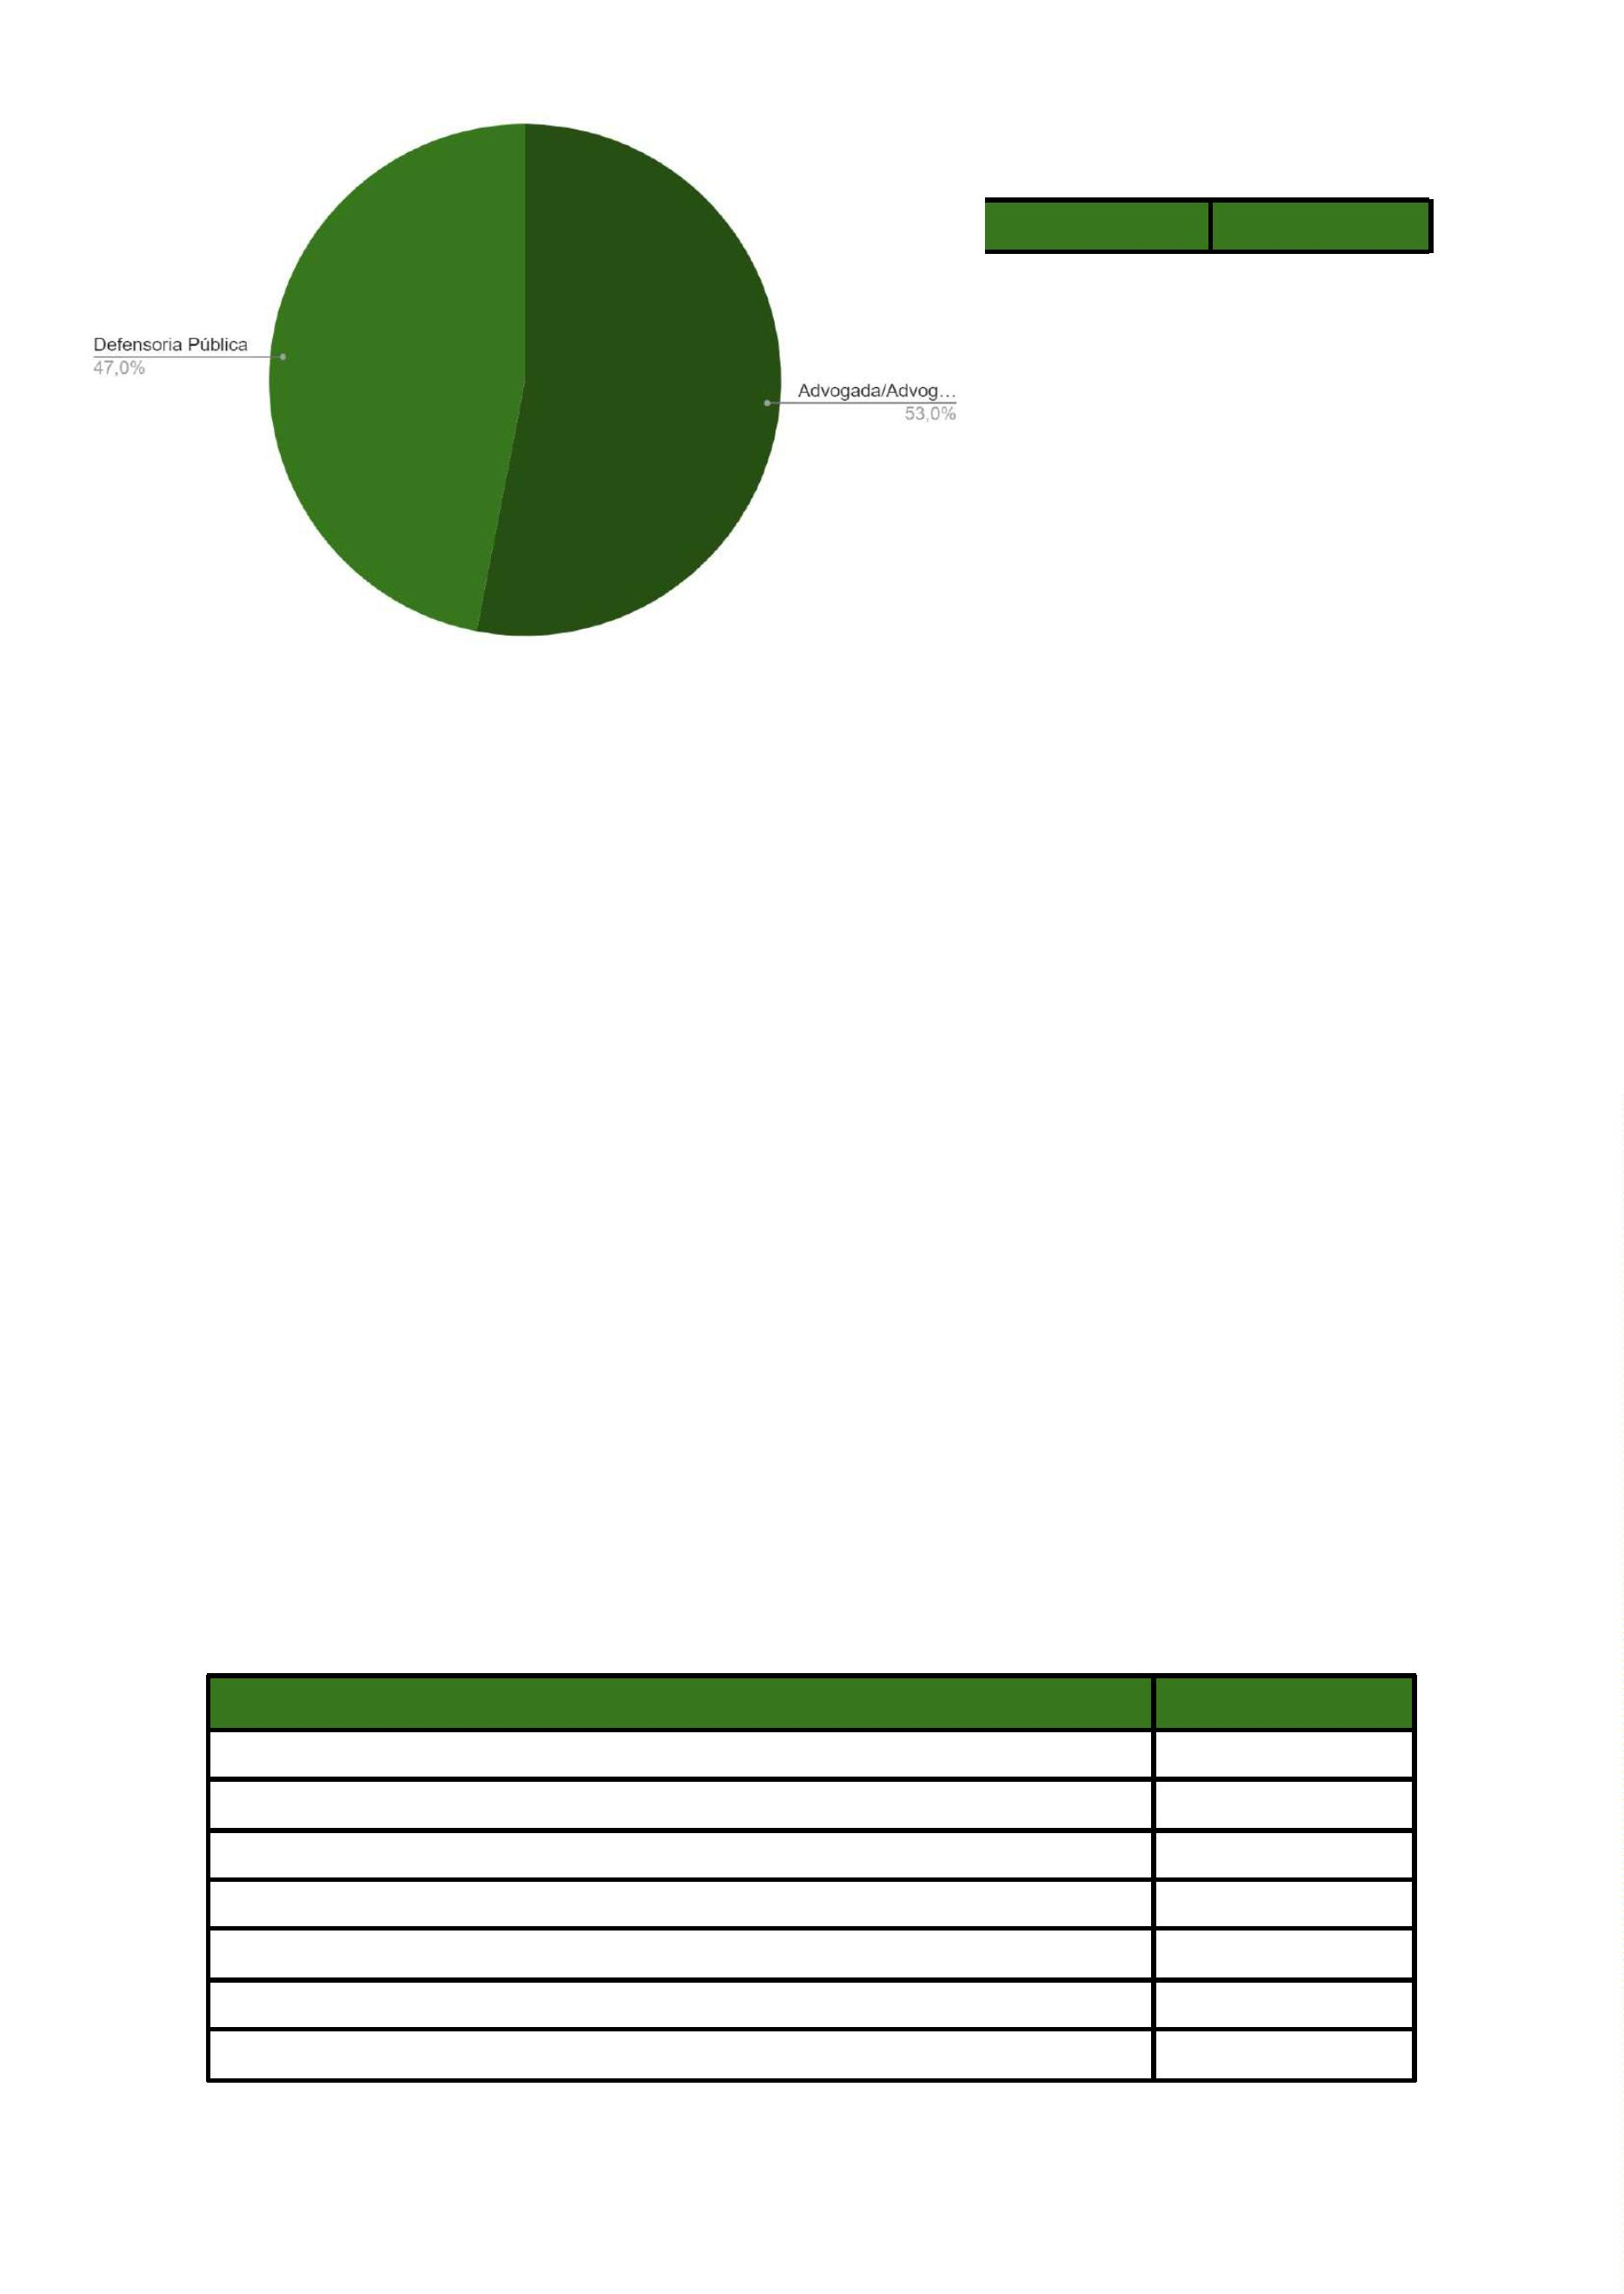 Defensoria Pública
47,0%
Advogada/Advog…
53,0%